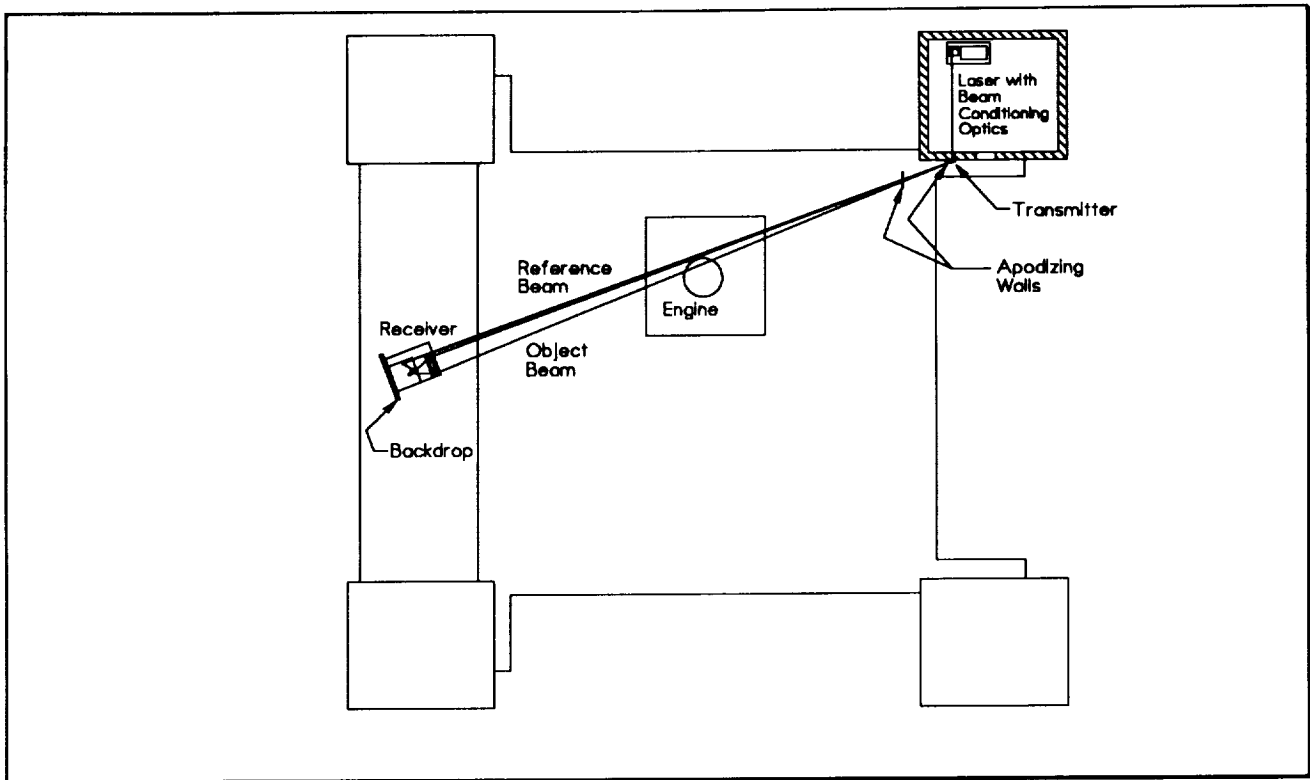 Laser with
Beam
Conditioning
Optics
Transmitter
Apodizing
Walls
Reference
Beam
Engine
Receiver
Object
Beam
Backdrop